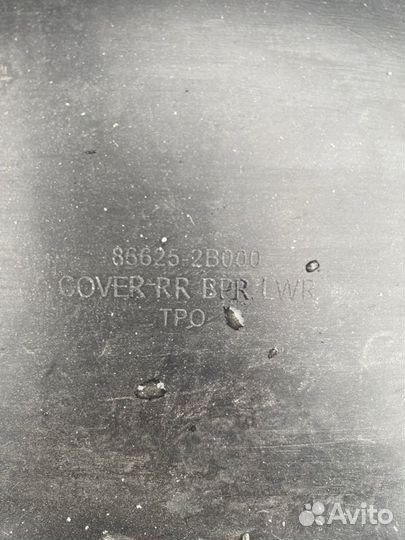 86625-2B000
COVER-RR BPR, LWR
TPO
Avito